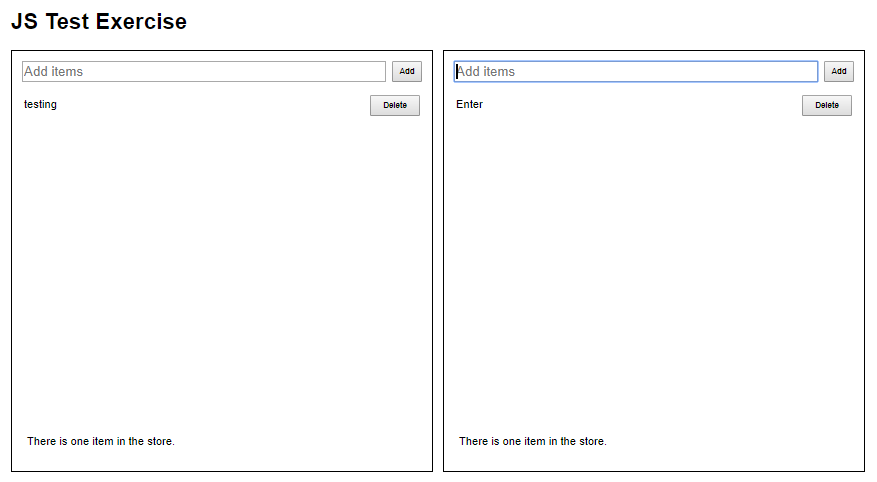 JS Test Exercise
Add items
Add
testing
Delete
There is one item in the store.
Add items
Add
Enter
Delete
There is one item in the store.